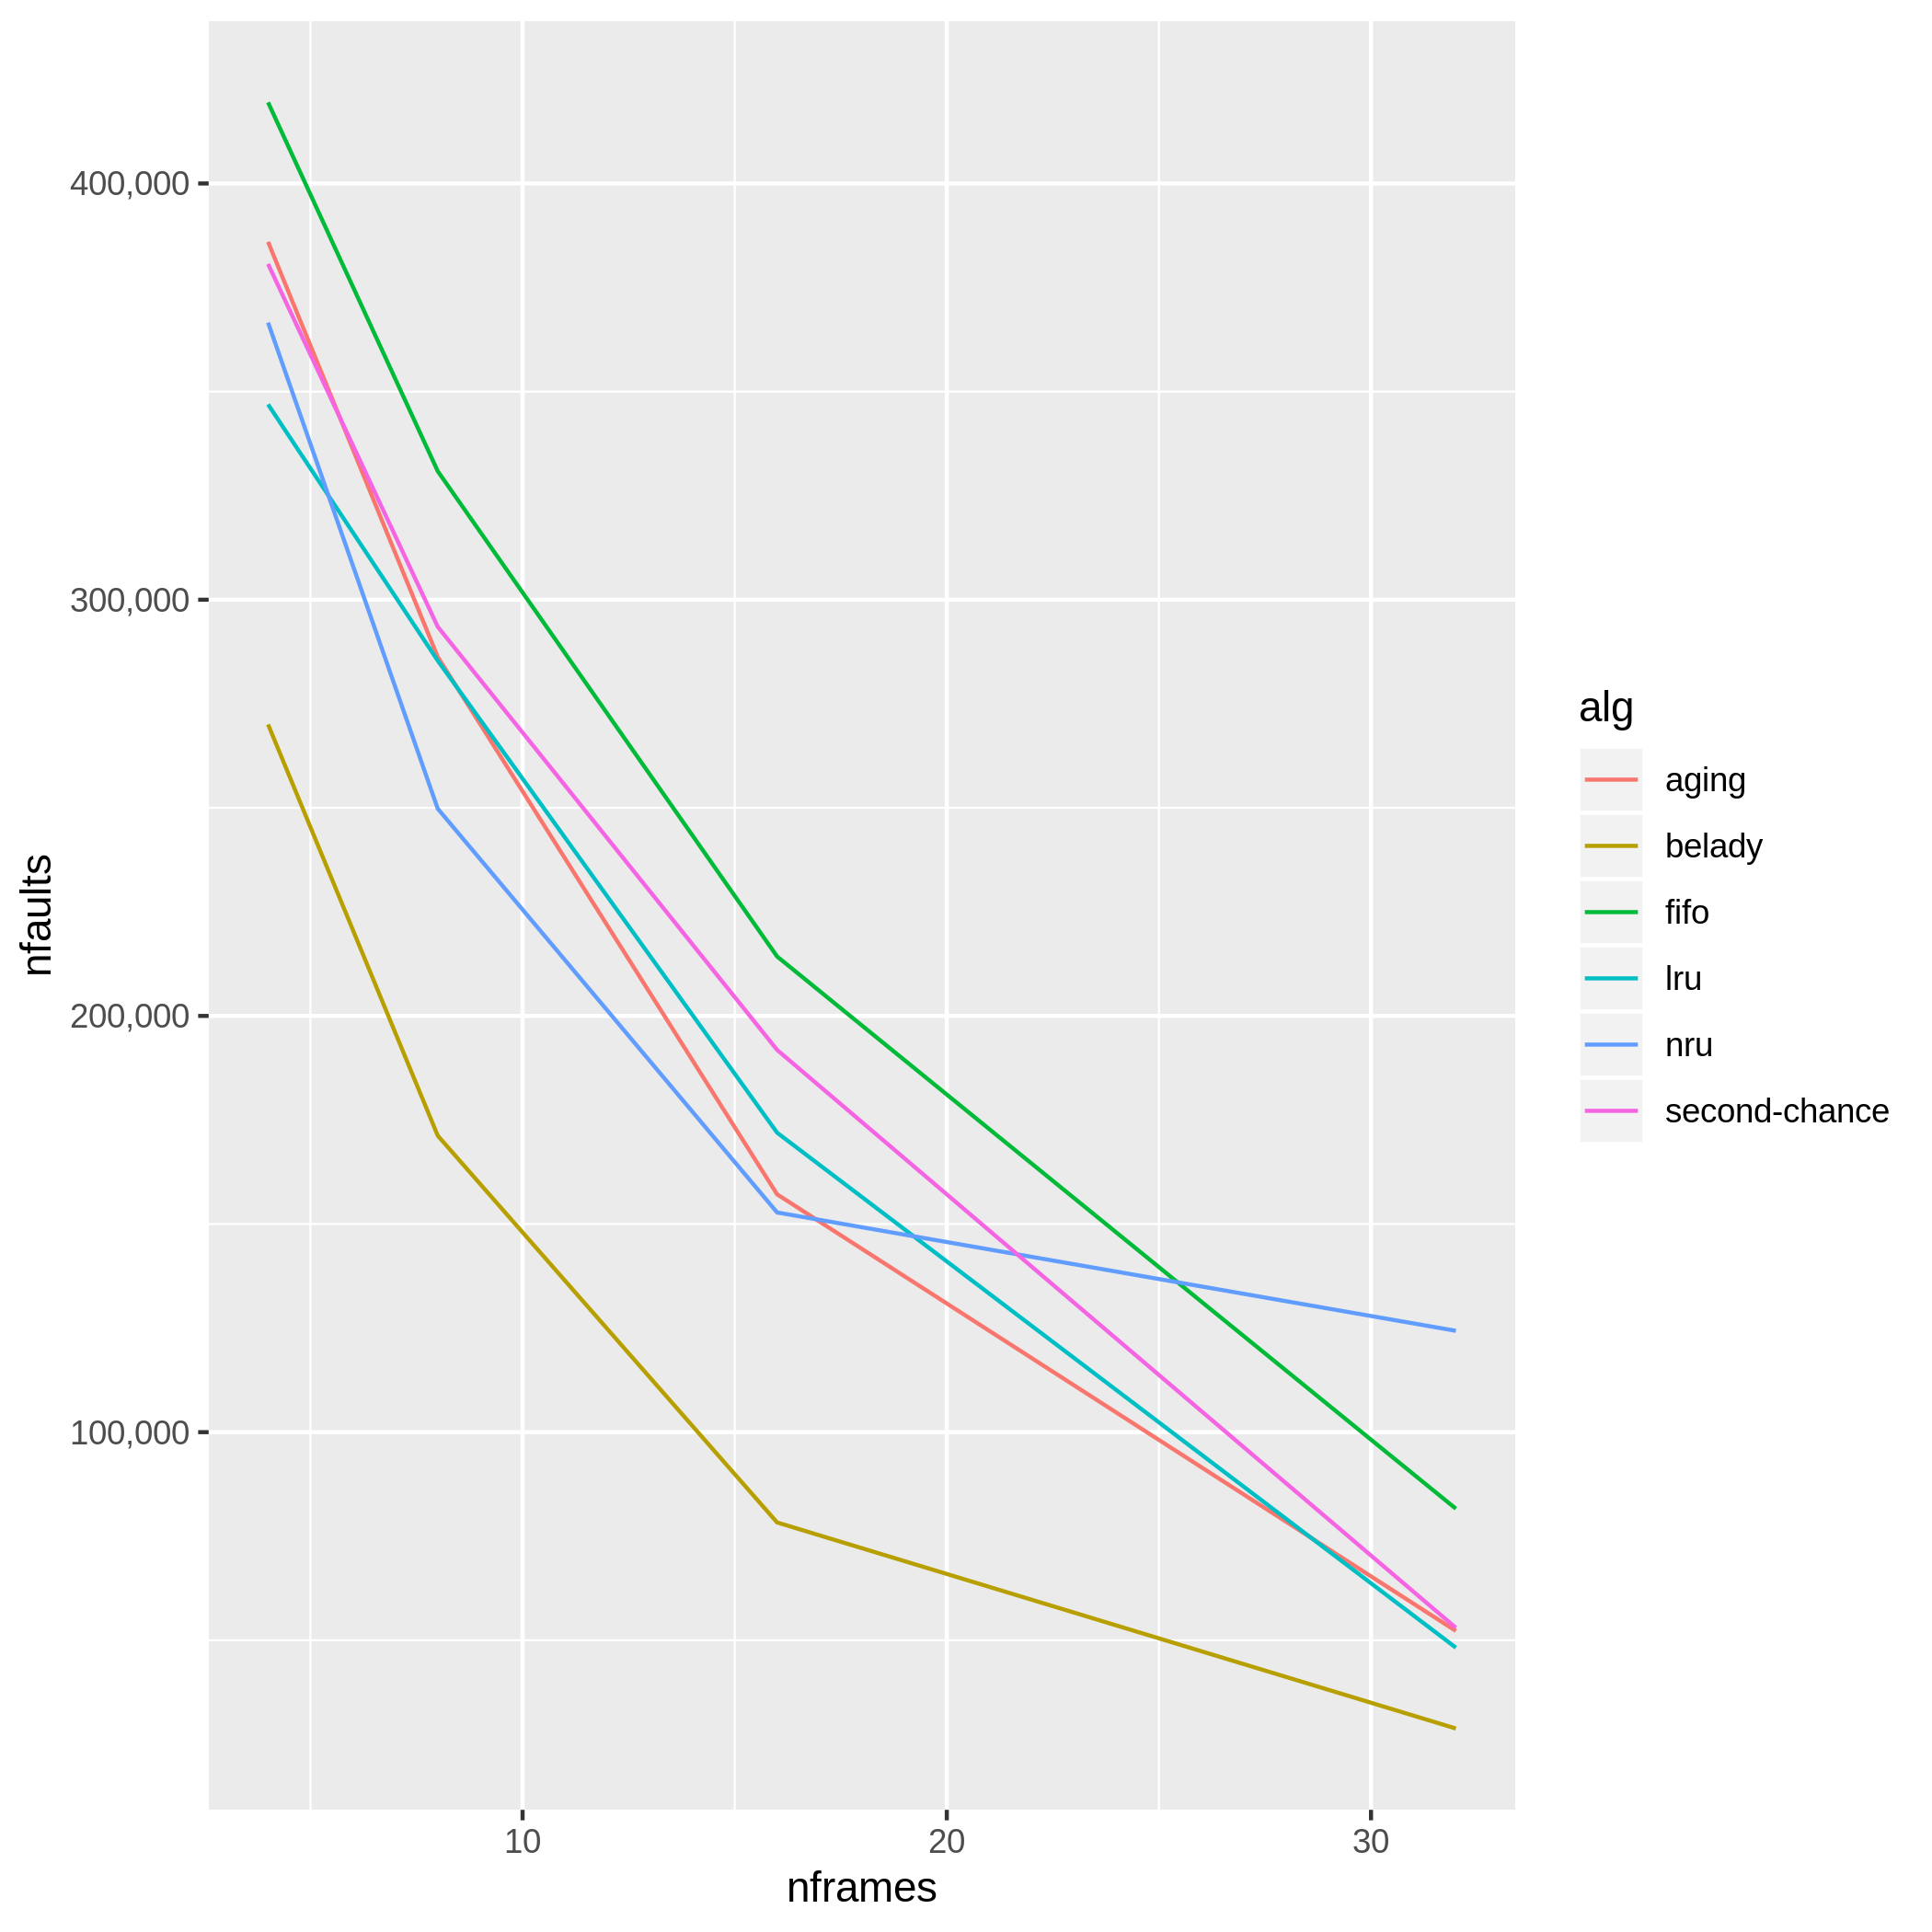 400,000
300,000
200,000
100,000
nfaults
10
20
30
nframes
alg
aging
belady
fifo
lru
nru
second-chance